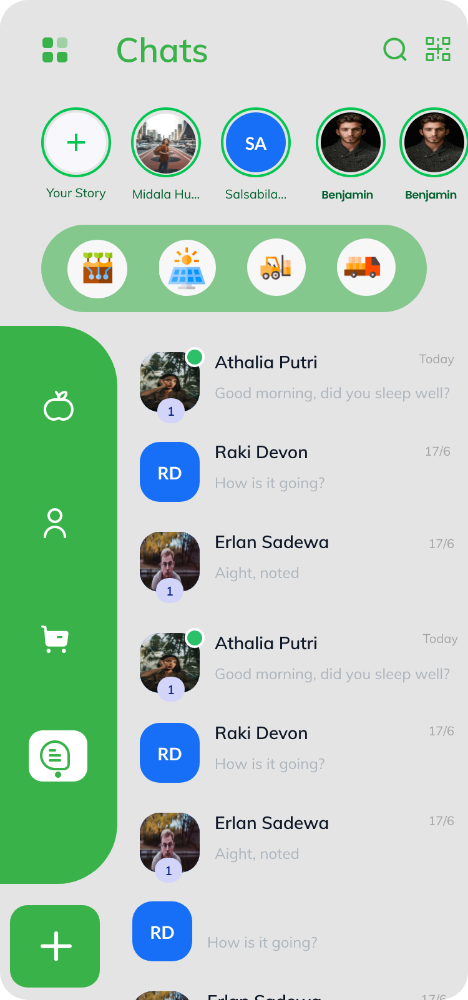 Chats
Your Story
Midala Hu...
SA
Salsabila...
Benjamin
Benjamin
Athalia Putri
Today
Good morning, did you sleep well?
1
RD
Raki Devon
17/6
How is it going?
Erlan Sadewa
17/6
Aight, noted
1
Athalia Putri
Today
Good morning, did you sleep well?
1
RD
Raki Devon
17/6
How is it going?
Erlan Sadewa
17/6
Aight, noted
1
RD
How is it going?
Erlan Sadewa
17/6